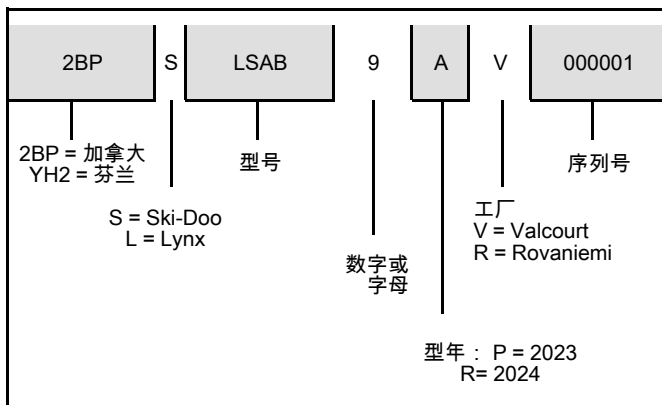 2BP S LSAB 9 A V 000001
2BP = 加拿大
YH2 = 芬兰
型号
序列号
S = Ski-Doo
L = Lynx
工厂
V = Valcourt
R = Rovaniemi
数字或
字母
型年 : P = 2023
R= 2024